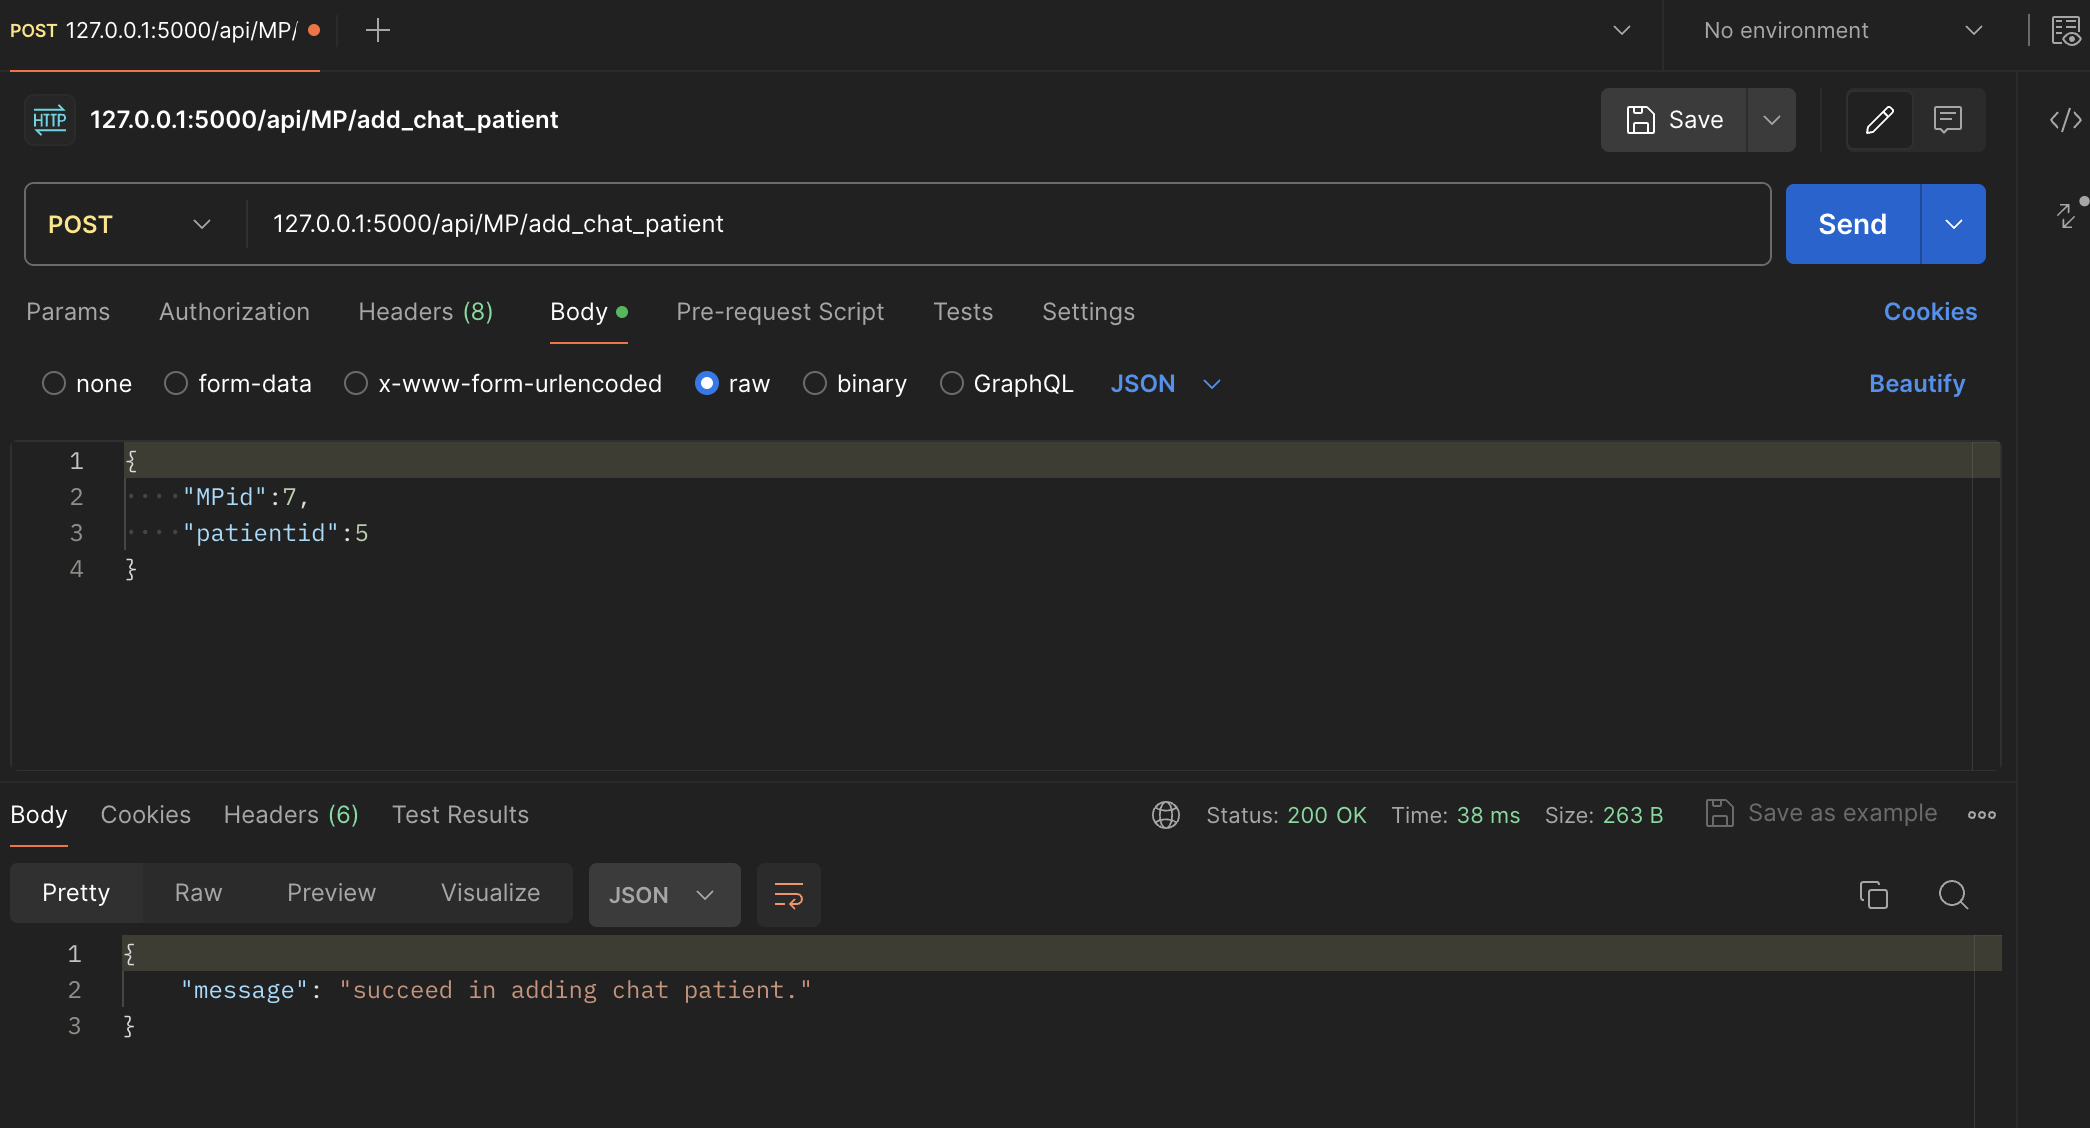 POST 127.0.0.1:5000/api/MP/
No environment
HTTP 127.0.0.1:5000/api/MP/add_chat_patient
Save
POST 127.0.0.1:5000/api/MP/add_chat_patient Send
Params Authorization Headers (8) Body Pre-request Script Tests Settings Cookies
none form-data x-www-form-urlencoded raw binary GraphQL JSON Beautify
1 {
2 ····"MPid":7,
3 ····"patientid":5
4 }
Body Cookies Headers (6) Test Results Status: 200 OK Time: 38 ms Size: 263 B Save as example
Pretty Raw Preview Visualize JSON
1 {
2 "message": "succeed in adding chat patient."
3 }